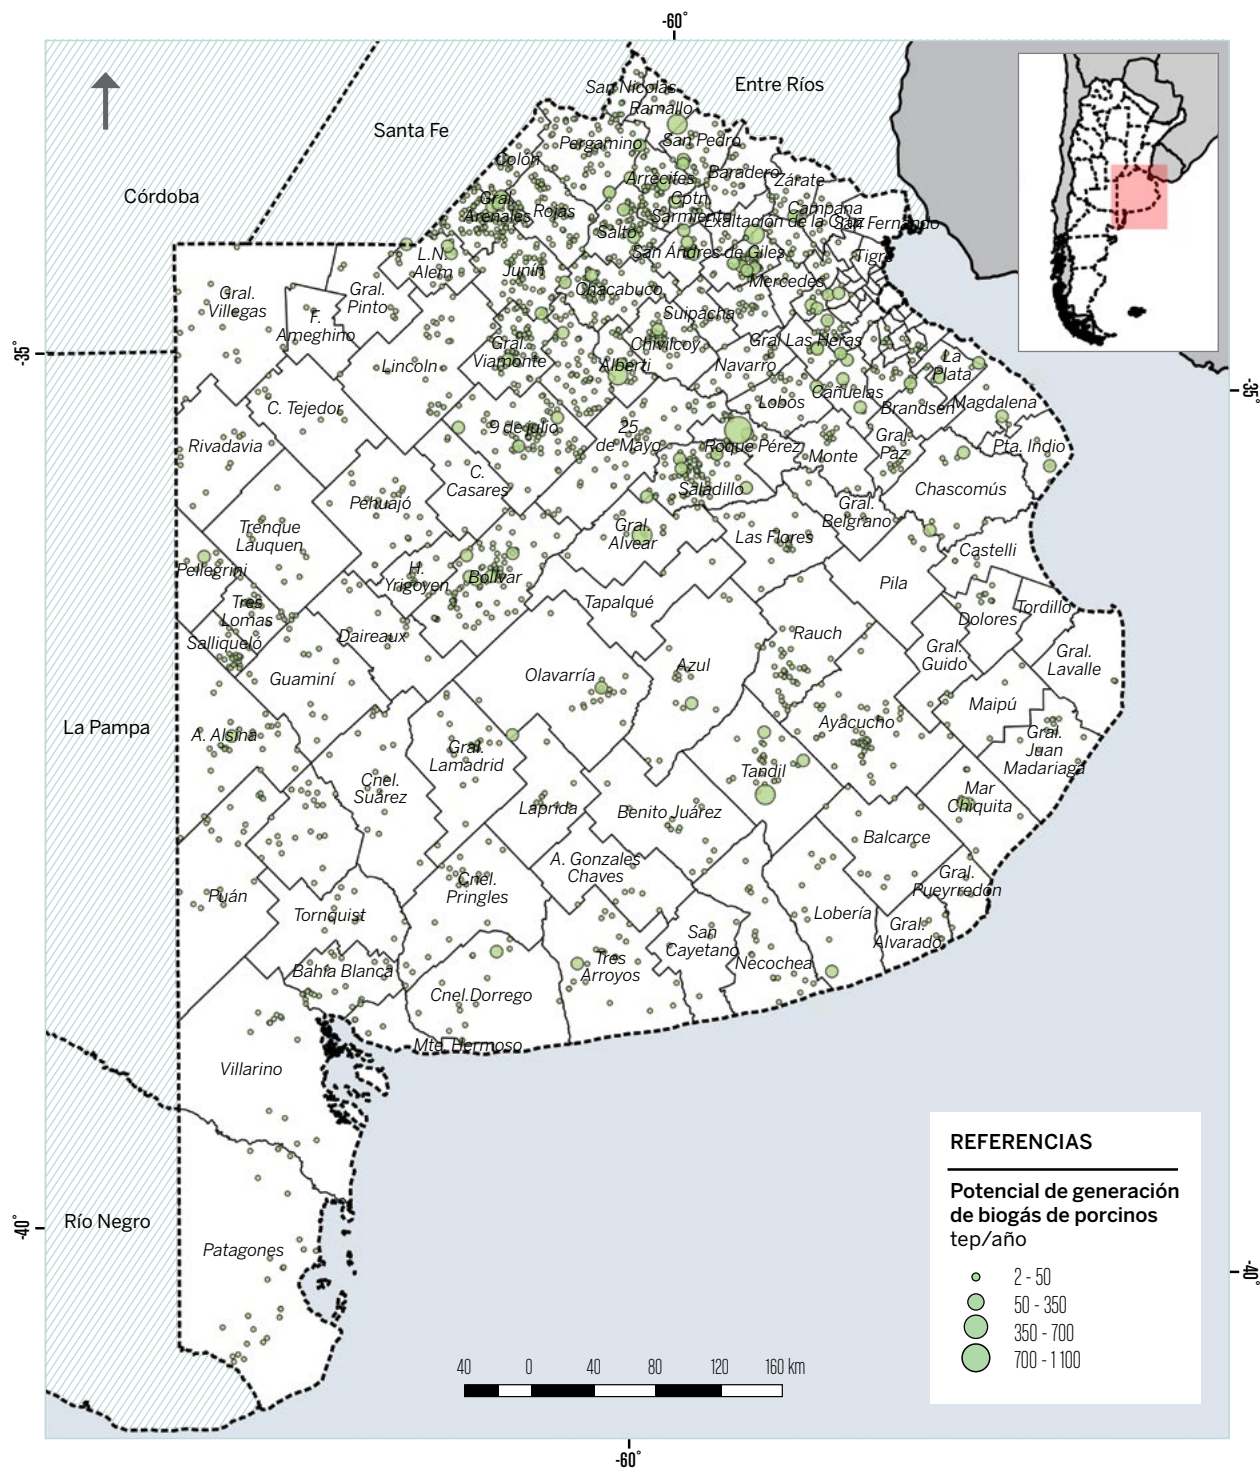 -60°
San Nicolás
Entre Ríos
Ramallo
Santa Fe
Pergamino
San Pedro
Colón
Arrecifes
Baradero
Zárate
Córdoba
Gral.
Arenales
Rojas
Cptn.
Sarmiento
Campana
Salto
Exaltación de la Cruz
San Fernando
San Andres de Giles
Tigre
L.N.
Alem
Junín
Mercedes
Gral.
Villegas
Gral.
Pinto
Chacabuco
F.
Ameghino
Suipacha
-35°
Lincoln
Gral.
Viamonte
Chivilcoy
Gral Las Heras
Alberti
Navarro
La
Plata
-35°
C. Tejedor
Lobos
Cañuelas
Brandsen
Magdalena
Rivadavia
9 de julio
25
de Mayo
Roque Pérez
Monte
Gral.
Paz
Pta. Indio
C.
Casares
Pehuajó
Saladillo
Chascomús
Trenque
Lauquen
Gral.
Alvear
Las Flores
Gral.
Belgrano
Castelli
Pellegrini
H.
Yrigoyen
Bolívar
Pila
Tres
Lomas
Tapalqué
Dolores
Tordillo
Salliqueló
Daireaux
Rauch
Gral.
Guido
Gral.
Lavalle
Guaminí
Olavarría
Azul
Maipú
La Pampa
A. Alsina
Ayacucho
Gral.
Juan
Madariaga
Gral.
Lamadrid
Tandil
Cnel.
Suárez
Laprida
Benito Juárez
Mar
Chiquita
Balcarce
A. Gonzales
Chaves
Puán
Cnel.
Pringles
Gral.
Pueyrredón
Tornquist
Lobería
Gral.
Alvarado
San
Cayetano
Bahía Blanca
Tres
Arroyos
Necochea
Cnel.Dorrego
Mte. Hermoso
Villarino
REFERENCIAS
Potencial de generación
de biogás de porcinos
tep/año
2 - 50
50 - 350
350 - 700
700 - 1 100
Río Negro
-40°
Patagones
-40°
40 0 40 80 120 160 km
-60°